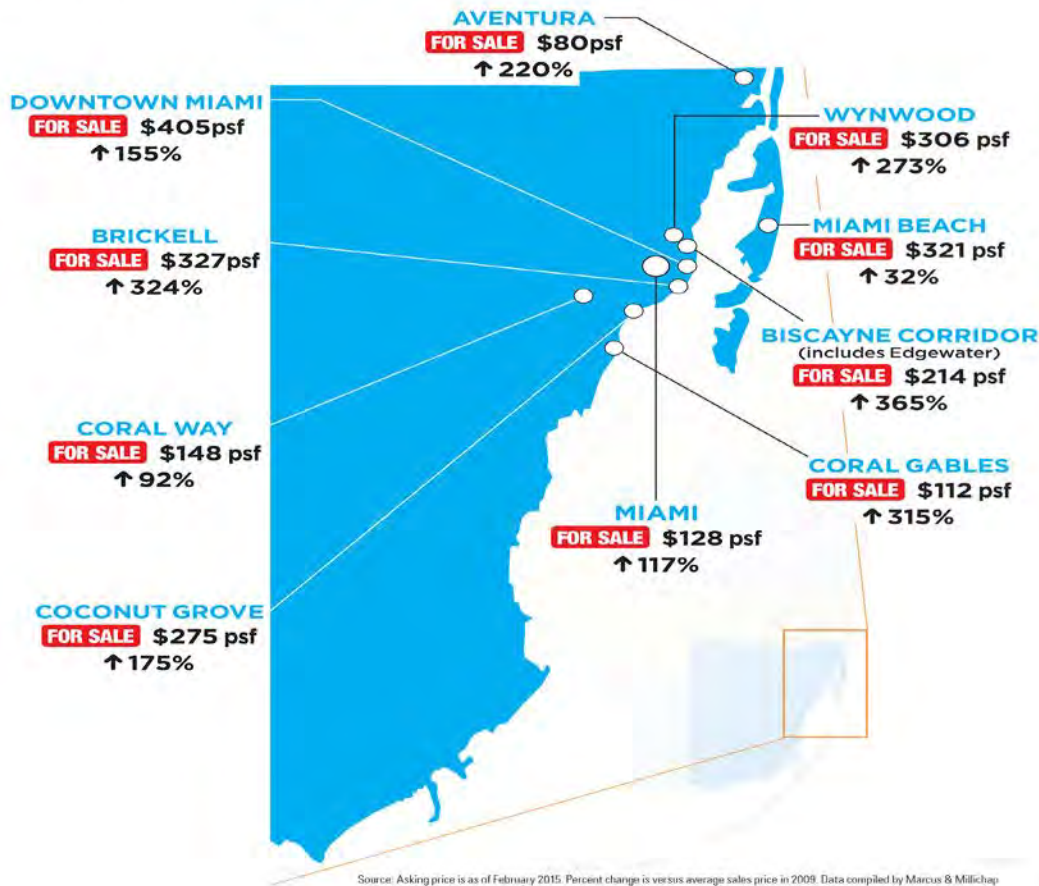 AVENTURA
FOR SALE $80psf
↑ 220%
DOWNTOWN MIAMI
FOR SALE $405psf
↑ 155%
WYNWOOD
FOR SALE $306 psf
↑ 273%
BRICKELL
FOR SALE $327psf
↑ 324%
MIAMI BEACH
FOR SALE $321 psf
↑ 32%
BISCAYNE CORRIDOR
(includes Edgewater)
FOR SALE $214 psf
↑ 365%
CORAL WAY
FOR SALE $148 psf
↑ 92%
CORAL GABLES
FOR SALE $112 psf
↑ 315%
MIAMI
FOR SALE $128 psf
↑ 117%
COCONUT GROVE
FOR SALE $275 psf
↑ 175%
Source: Asking price is as of February 2015. Percent change is versus average sales price in 2009. Data compiled by Marcus & Millichap